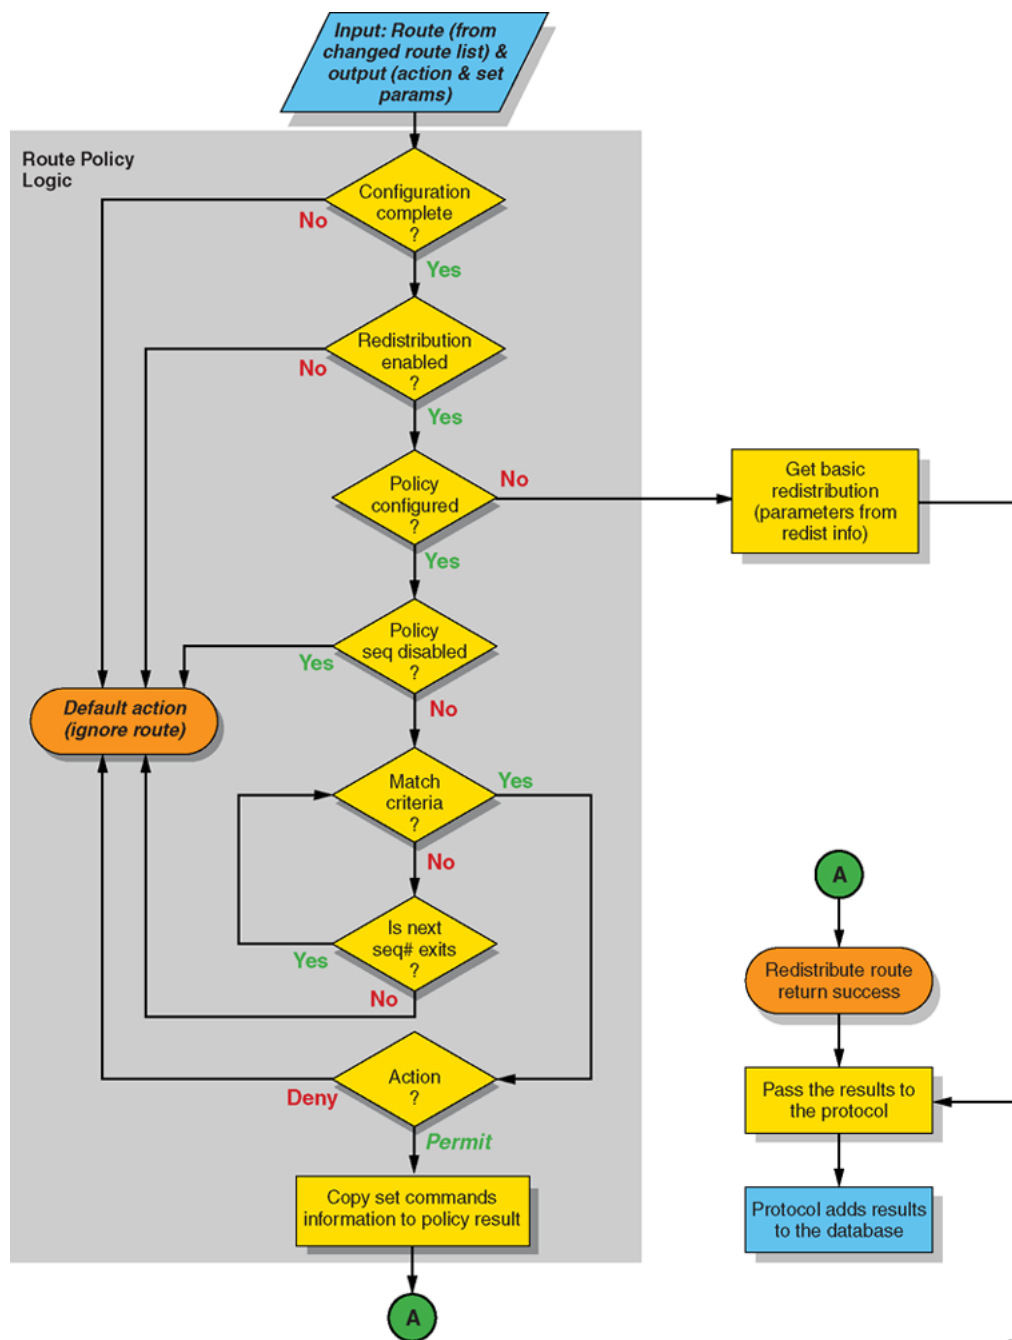 Input: Route (from
changed route list) &
output (action & set
params)
Route Policy
Logic
Configuration
complete
?
No
Yes
Redistribution
enabled
?
No
Yes
Policy
configured
?
No
Yes
Get basic
redistribution
(parameters from
redist info)
Policy
seq disabled
?
Yes
No
Default action
(ignore route)
Match
criteria
?
Yes
No
Is next
seq# exits
?
Yes
No
Action
?
Deny
Permit
Copy set commands
information to policy result
A
A
Redistribute route
return success
Pass the results to
the protocol
Protocol adds results
to the database